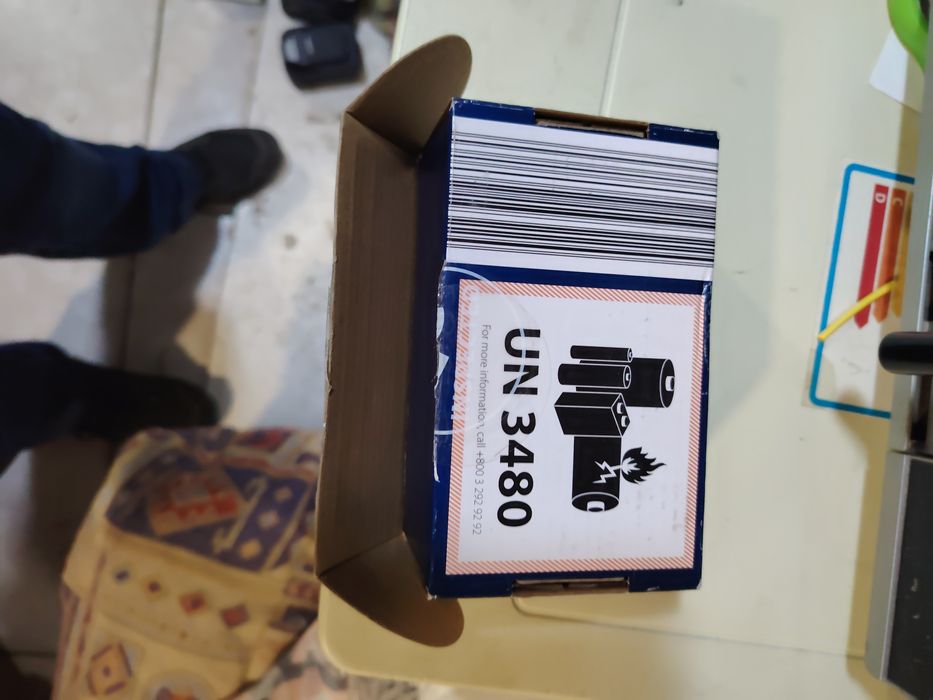 UN 3480
For more information, call +800 3 292 92 92
C
D